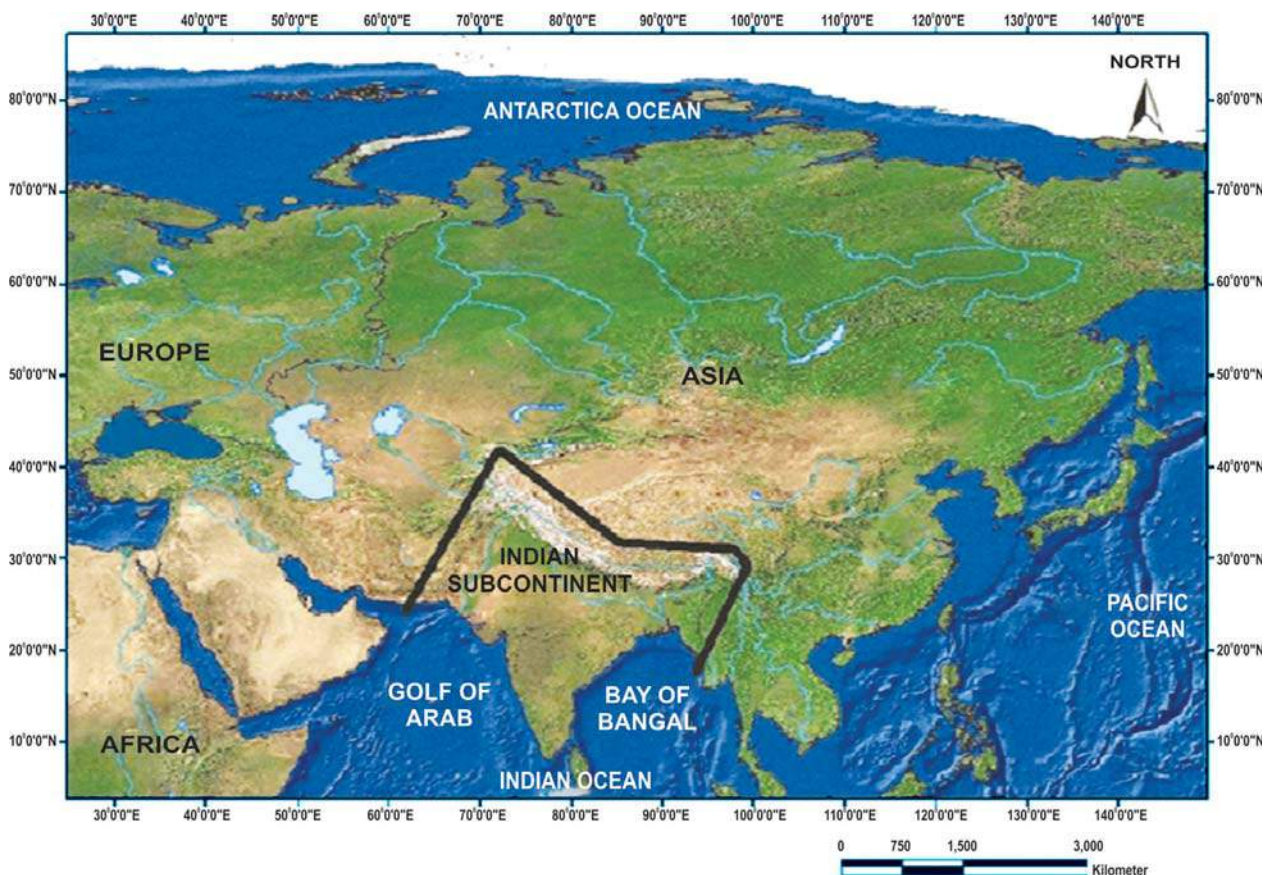 30°0'0"E 40°0'0"E 50°0'0"E 60°0'0"E 70°0'0"E 80°0'0"E 90°0'0"E 100°0'0"E 110°0'0"E 120°0'0"E 130°0'0"E 140°0'0"E
NORTH
80°0'0"N
80°0'0"N
ANTARCTICA OCEAN
70°0'0"N
70°0'0"N
60°0'0"N
60°0'0"N
EUROPE
ASIA
50°0'0"N
50°0'0"N
40°0'0"N
40°0'0"N
30°0'0"N
INDIAN
SUBCONTINENT
30°0'0"N
PACIFIC
OCEAN
20°0'0"N
20°0'0"N
GOLF OF
ARAB
BAY OF
BANGAL
10°0'0"N
AFRICA
10°0'0"N
INDIAN OCEAN
30°0'0"E 40°0'0"E 50°0'0"E 60°0'0"E 70°0'0"E 80°0'0"E 90°0'0"E 100°0'0"E 110°0'0"E 120°0'0"E 130°0'0"E 140°0'0"E
0 750 1,500 3,000
Kilometer